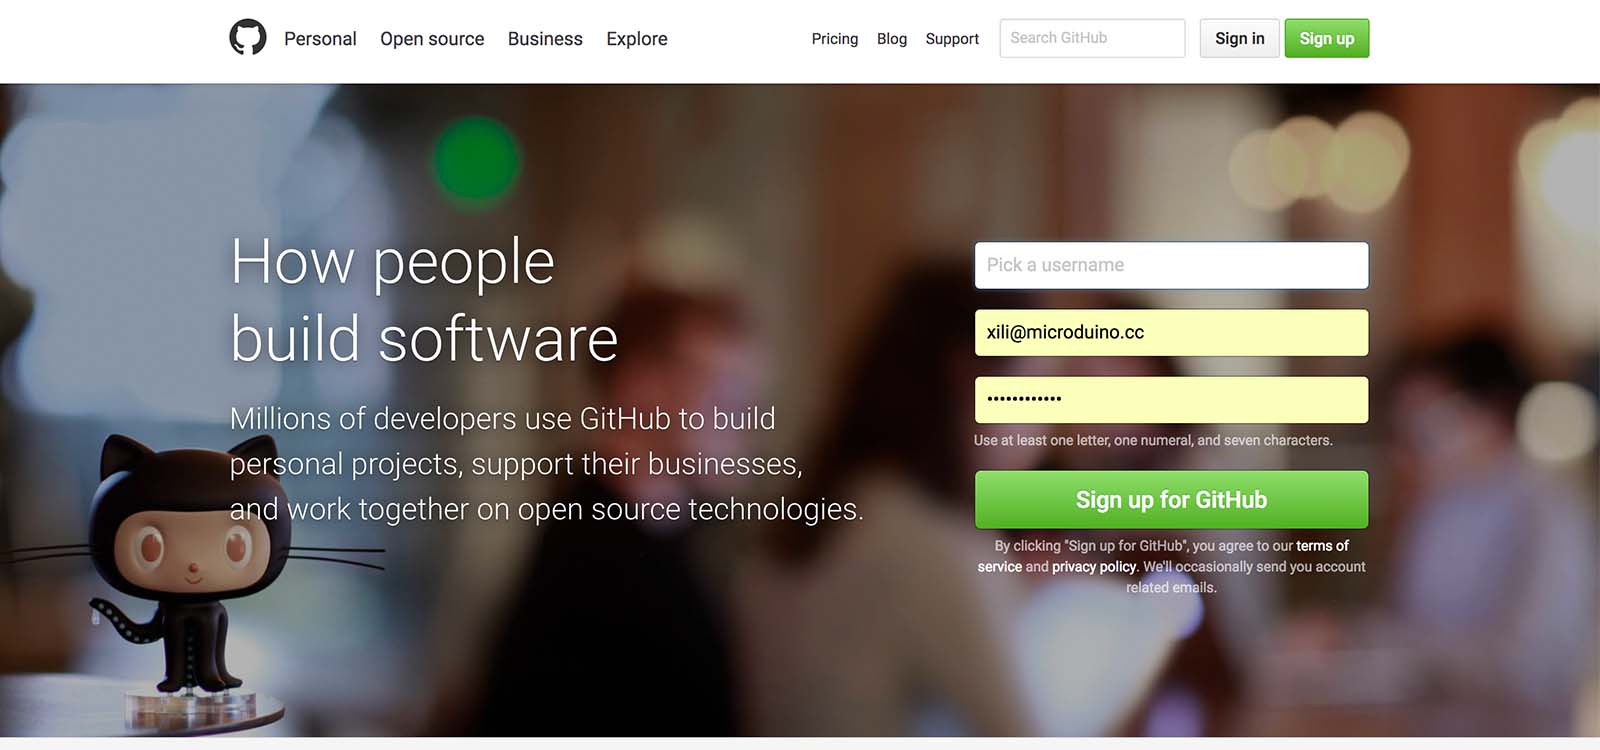 Personal Open source Business Explore Pricing Blog Support Search GitHub Sign in Sign up
How people
build software
Millions of developers use GitHub to build
personal projects, support their businesses,
and work together on open source technologies.
Pick a username
xili@microduino.cc
••••••••••••
Use at least one letter, one numeral, and seven characters.
Sign up for GitHub
By clicking "Sign up for GitHub", you agree to our terms of
service and privacy policy. We'll occasionally send you account
related emails.